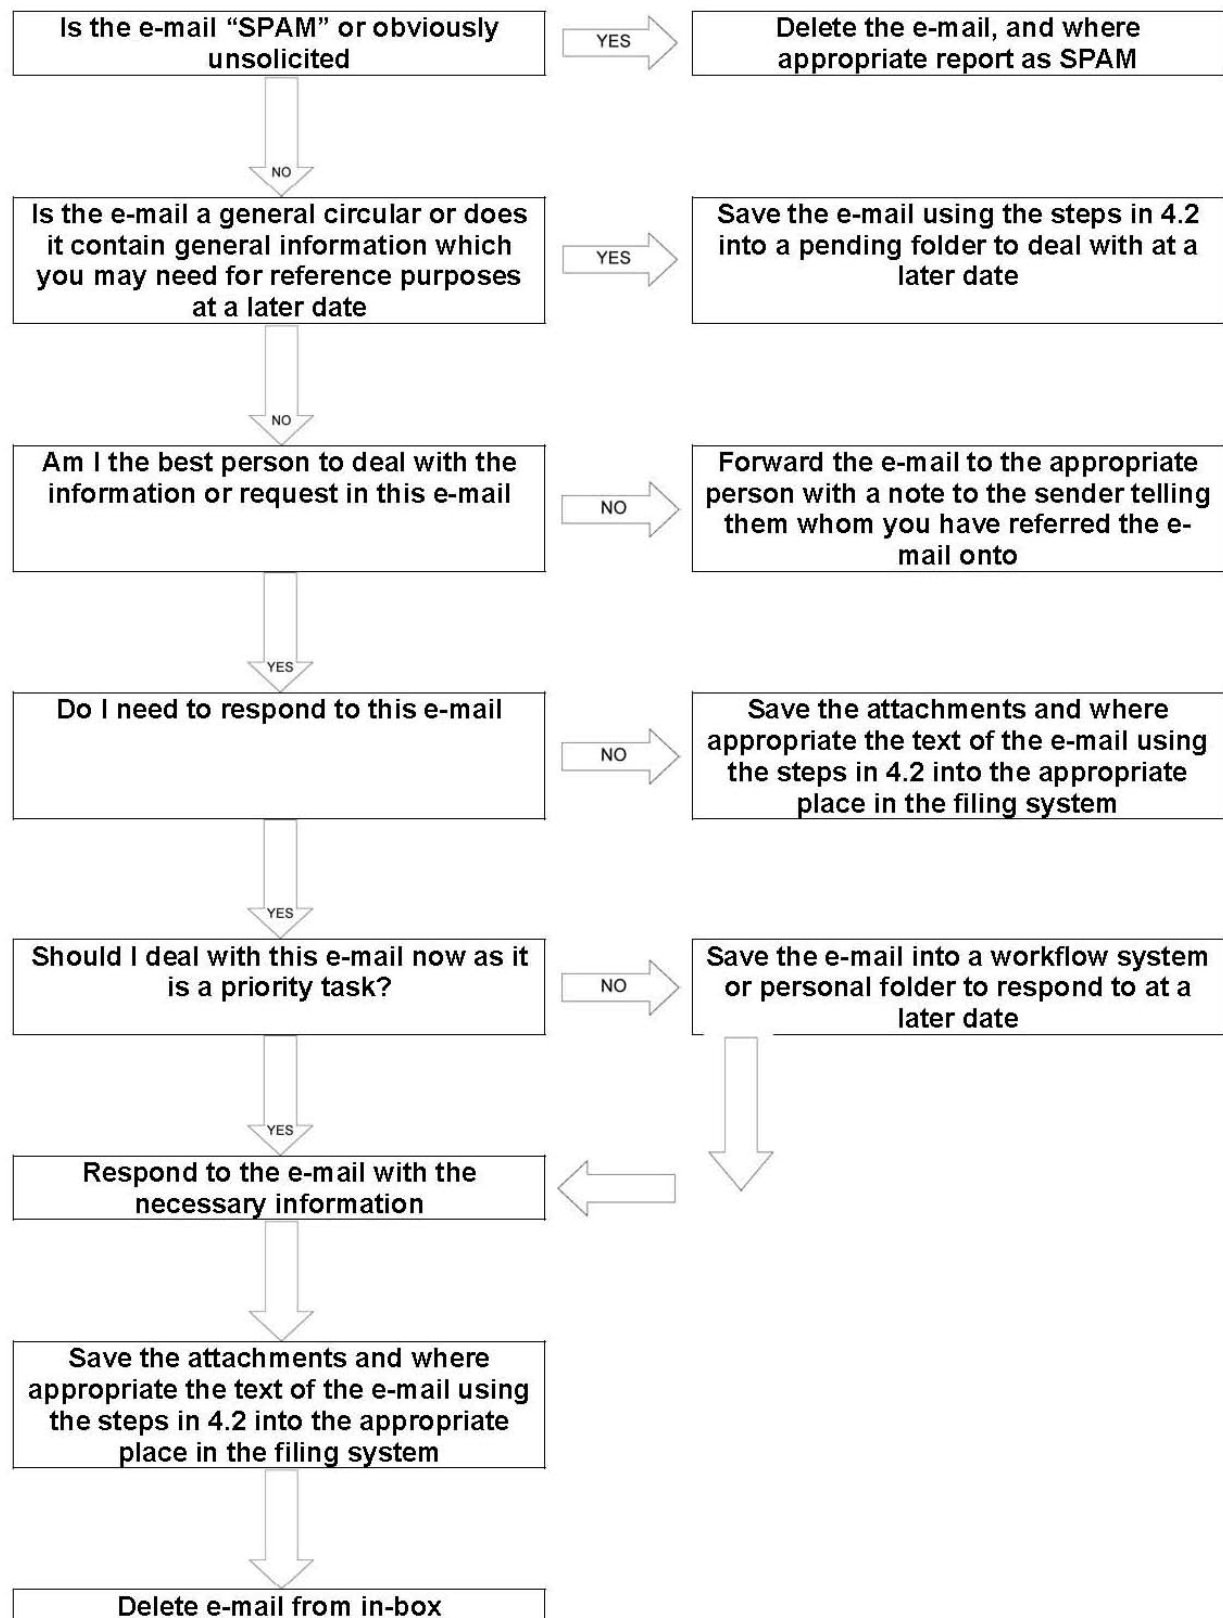 Is the e-mail “SPAM” or obviously
unsolicited
YES
Delete the e-mail, and where
appropriate report as SPAM
NO
Is the e-mail a general circular or does
it contain general information which
you may need for reference purposes
at a later date
YES
Save the e-mail using the steps in 4.2
into a pending folder to deal with at a
later date
NO
Am I the best person to deal with the
information or request in this e-mail
NO
Forward the e-mail to the appropriate
person with a note to the sender telling
them whom you have referred the e-
mail onto
YES
Do I need to respond to this e-mail
NO
Save the attachments and where
appropriate the text of the e-mail using
the steps in 4.2 into the appropriate
place in the filing system
YES
Should I deal with this e-mail now as it
is a priority task?
NO
Save the e-mail into a workflow system
or personal folder to respond to at a
later date
YES
Respond to the e-mail with the
necessary information
Save the attachments and where
appropriate the text of the e-mail using
the steps in 4.2 into the appropriate
place in the filing system
Delete e-mail from in-box